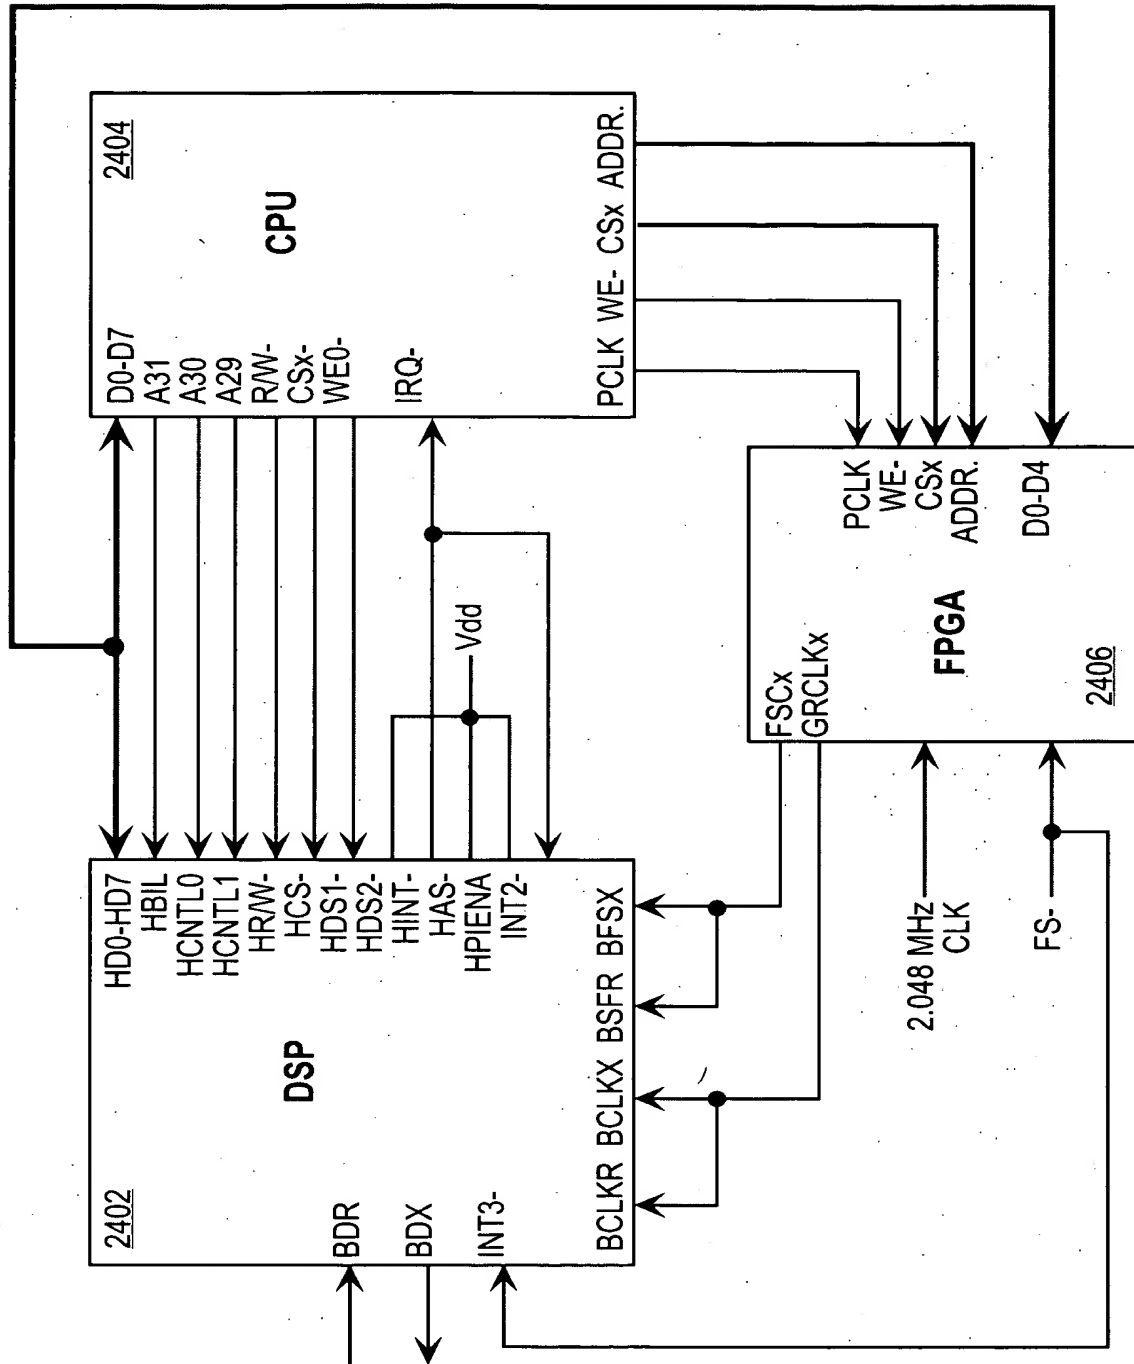 2402
DSP
BDR
BDX
INT3-
HD0-HD7
HBIL
HCNTL0
HCNTL1
HR/W-
HCS-
HDS1-
HDS2-
HINT-
HAS-
HPIENA
INT2-
BCLKR BCLKX BSFR BFSX
Vdd
2404
CPU
D0-D7
A31
A30
A29
R/W-
CSx-
WE0-
IRQ-
PCLK WE- CSx ADDR.
FSCx
GRCLKx
FPGA
2406
PCLK
WE-
CSx
ADDR.
D0-D4
2.048 MHz
CLK
FS-